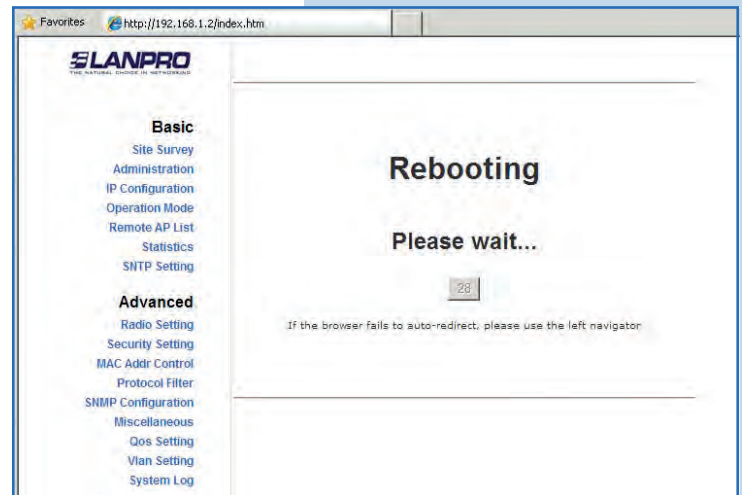 Favorites http://192.168.1.2/index.htm
LANPRO
THE NATURAL CHOICE IN NETWORKING
Basic
Site Survey
Administration
IP Configuration
Operation Mode
Remote AP List
Statistics
SNTP Setting
Advanced
Radio Setting
Security Setting
MAC Addr Control
Protocol Filter
SNMP Configuration
Miscellaneous
Qos Setting
Vlan Setting
System Log
Rebooting
Please wait...
28
If the browser fails to auto-redirect, please use the left navigator